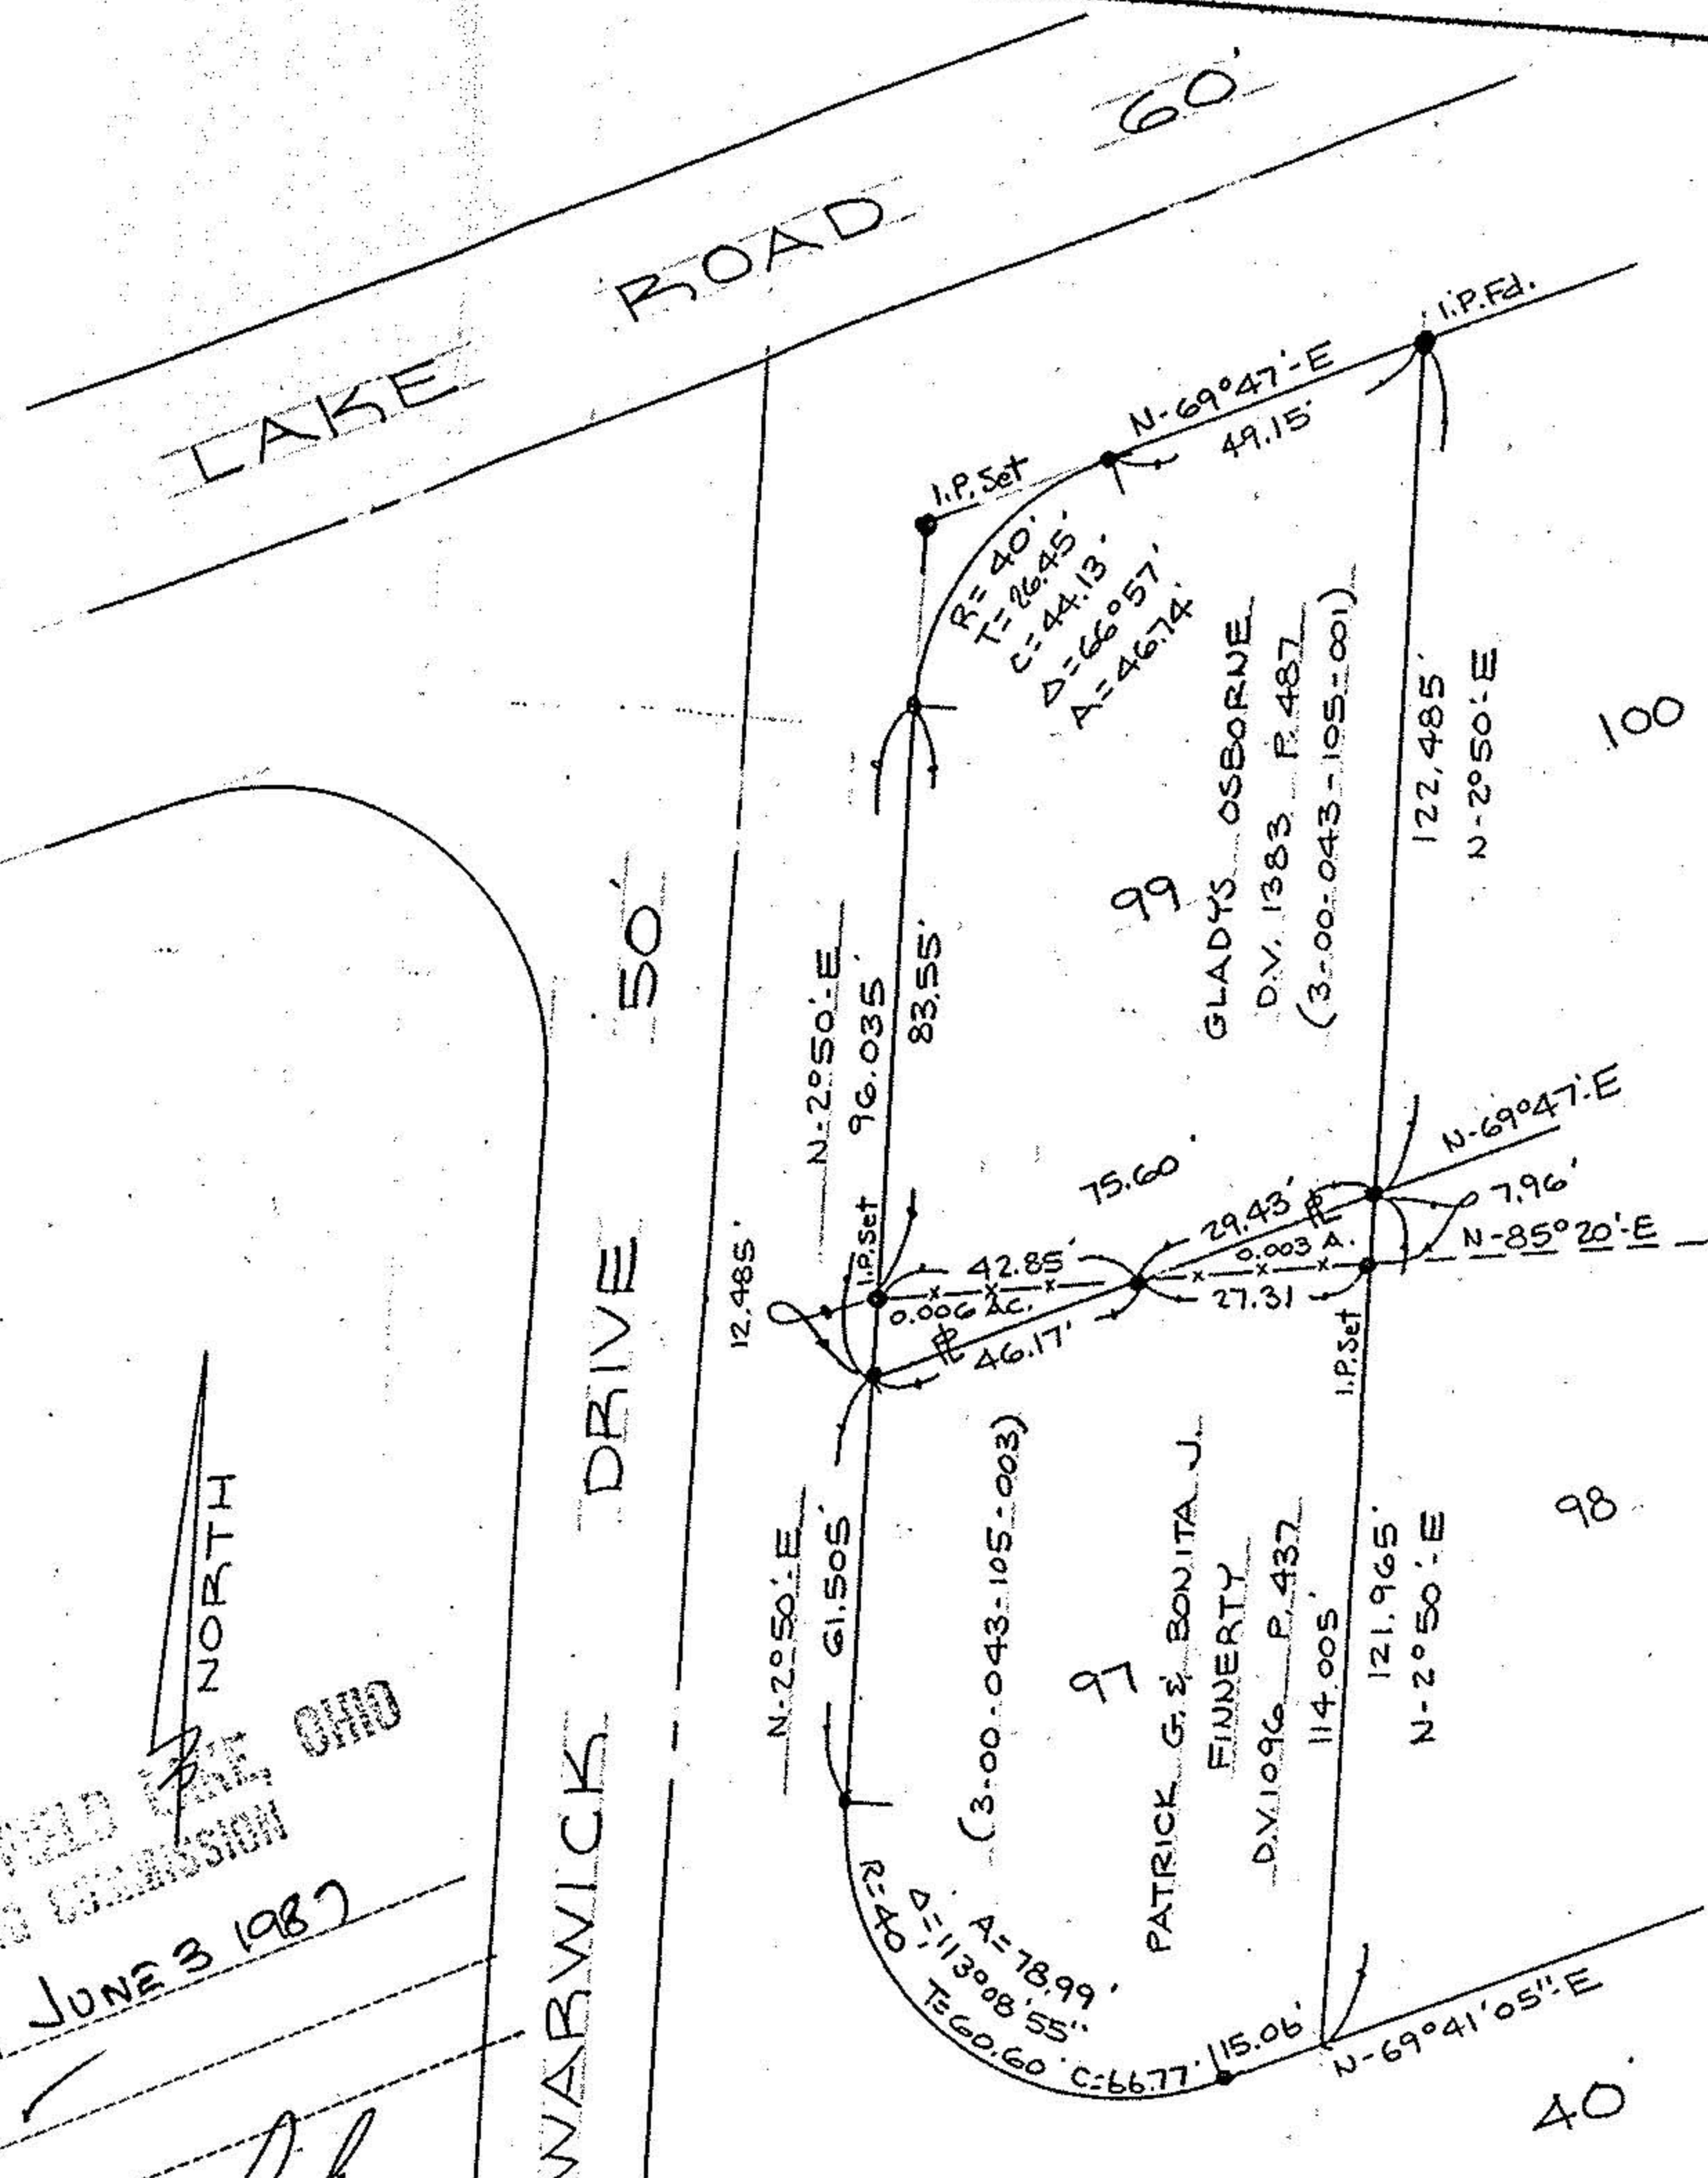 LAKE ROAD 60'
I.P. Fd.
N-69°47'-E
49.15'
I.P. Set
R=40'
T=26.45'
C=44.13'
D=66°57'
A=46.74'
GLADYS OSBORNE
D.V. 1383 P. 487
(3-00-043-105-001)
99
122.485'
N-2°50'-E
100
N-2°50'-E
96.035'
83.55'
WARWICK DRIVE 50'
12.485'
I.P. Set
75.60'
N-69°47'-E
29.43'
℄
7.96'
0.003 A.
N-85°20'-E
42.85'
27.31
0.006 AC.
46.17'
℄
I.P. Set
NORTH
N-2°50'-E
61.505'
(3-00-043-105-003)
97
PATRICK G. & BONITA J.
FINNERTY
D.V. 1096 P. 437
114.005'
121.965'
N-2°50'-E
98
R=40'
D=113°08'55"
A=78.99'
T=60.60'
C=66.77'
15.06'
N-69°41'05"-E
40'
LAKE, OHIO
COMMISSION
JUNE 3 1987